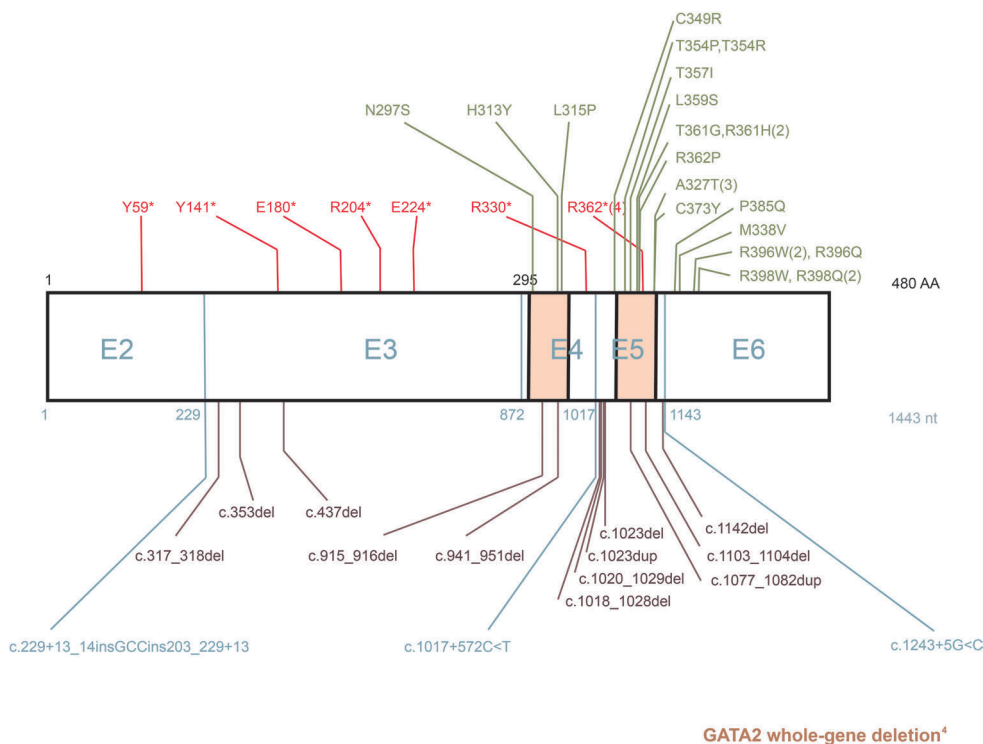 C349R
T354P,T354R
T357I
L359S
N297S
H313Y
L315P
T361G,R361H(2)
R362P
A327T(3)
C373Y
Y59*
Y141*
E180*
R204*
E224*
R330*
R362*(4)
P385Q
M338V
R396W(2), R396Q
R398W, R398Q(2)
1
295
480 AA
E2
E3
E4
E5
E6
1
229
872
1017
1143
1443 nt
c.353del
c.437del
c.1023del
c.1142del
c.317_318del
c.915_916del
c.941_951del
c.1023dup
c.1103_1104del
c.1020_1029del
c.1077_1082dup
c.1018_1028del
c.229+13_14insGCCins203_229+13
c.1017+572C<T
c.1243+5G<C
GATA2 whole-gene deletion⁴